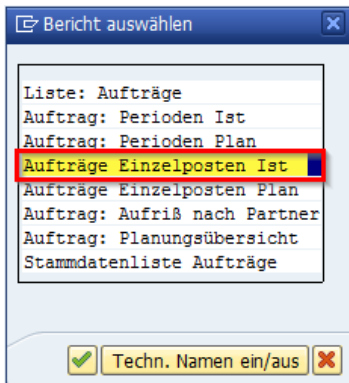 Bericht auswählen
Liste: Aufträge
Auftrag: Perioden Ist
Auftrag: Perioden Plan
Aufträge Einzelposten Ist
Aufträge Einzelposten Plan
Auftrag: Aufriß nach Partner
Auftrag: Planungsübersicht
Stammdatenliste Aufträge
Techn. Namen ein/aus